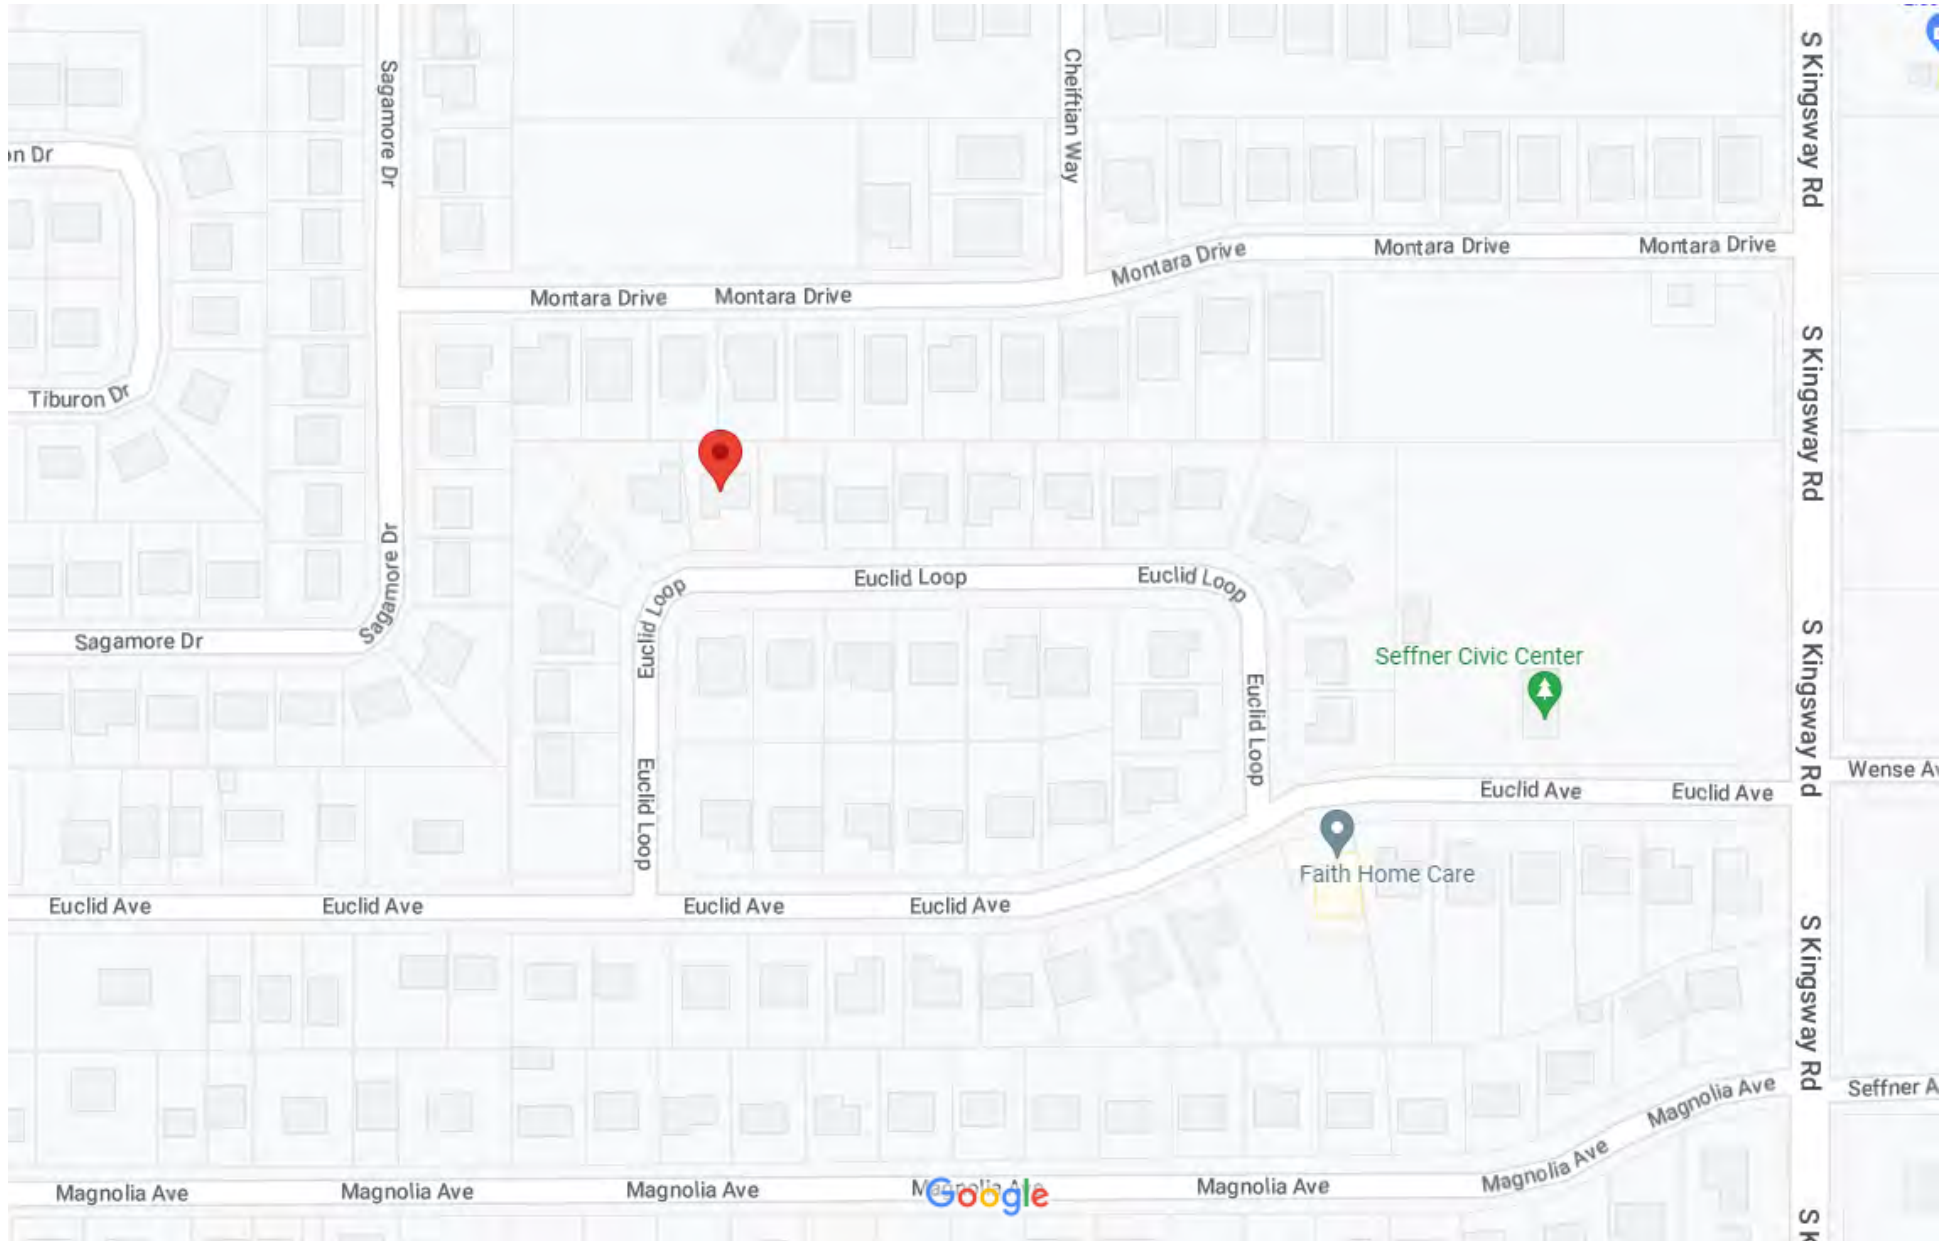 S Kingsway Rd
Sagamore Dr
Cheiftian Way
on Dr
Montara Drive
Montara Drive
Montara Drive
Montara Drive
Montara Drive
S Kingsway Rd
Tiburon Dr
Sagamore Dr
Euclid Loop
Euclid Loop
Euclid Loop
Sagamore Dr
Euclid Loop
Seffner Civic Center
S Kingsway Rd
Euclid Loop
Euclid Loop
Wense Av
Euclid Ave
Euclid Ave
Faith Home Care
Euclid Ave
Euclid Ave
Euclid Ave
Euclid Ave
S Kingsway Rd
Seffner A
Magnolia Ave
Magnolia Ave
Magnolia Ave
Magnolia Ave
Magnolia Ave
Magnolia Ave
Google
Magnolia Ave
S K